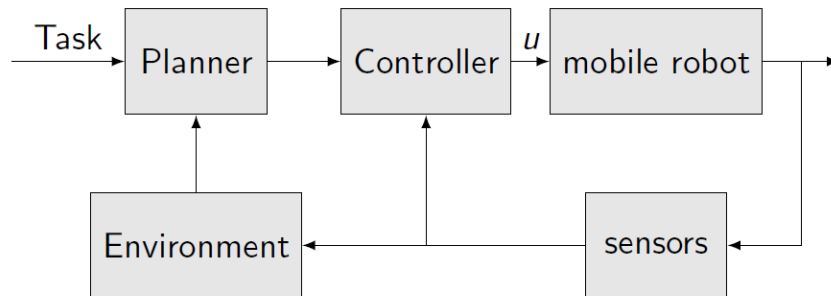 Task
Planner
Controller
u
mobile robot
Environment
sensors